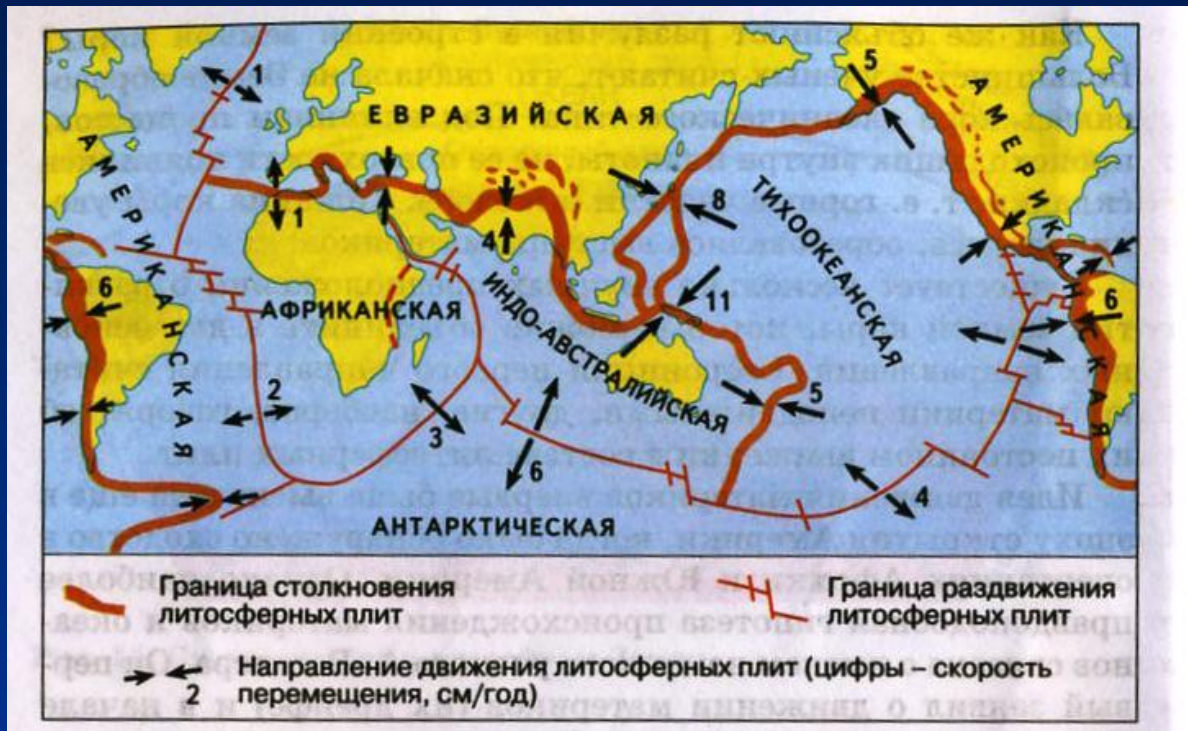 1
5
ЕВРАЗИЙСКАЯ
АМЕРИКАНСКАЯ
АМЕРИКАНСКАЯ
1
4
8
ТИХООКЕАНСКАЯ
6
АФРИКАНСКАЯ
ИНДО-АВСТРАЛИЙСКАЯ
11
6
2
3
6
5
4
АНТАРКТИЧЕСКАЯ
Граница столкновения
литосферных плит
Граница раздвижения
литосферных плит
2
Направление движения литосферных плит (цифры – скорость
перемещения, см/год)